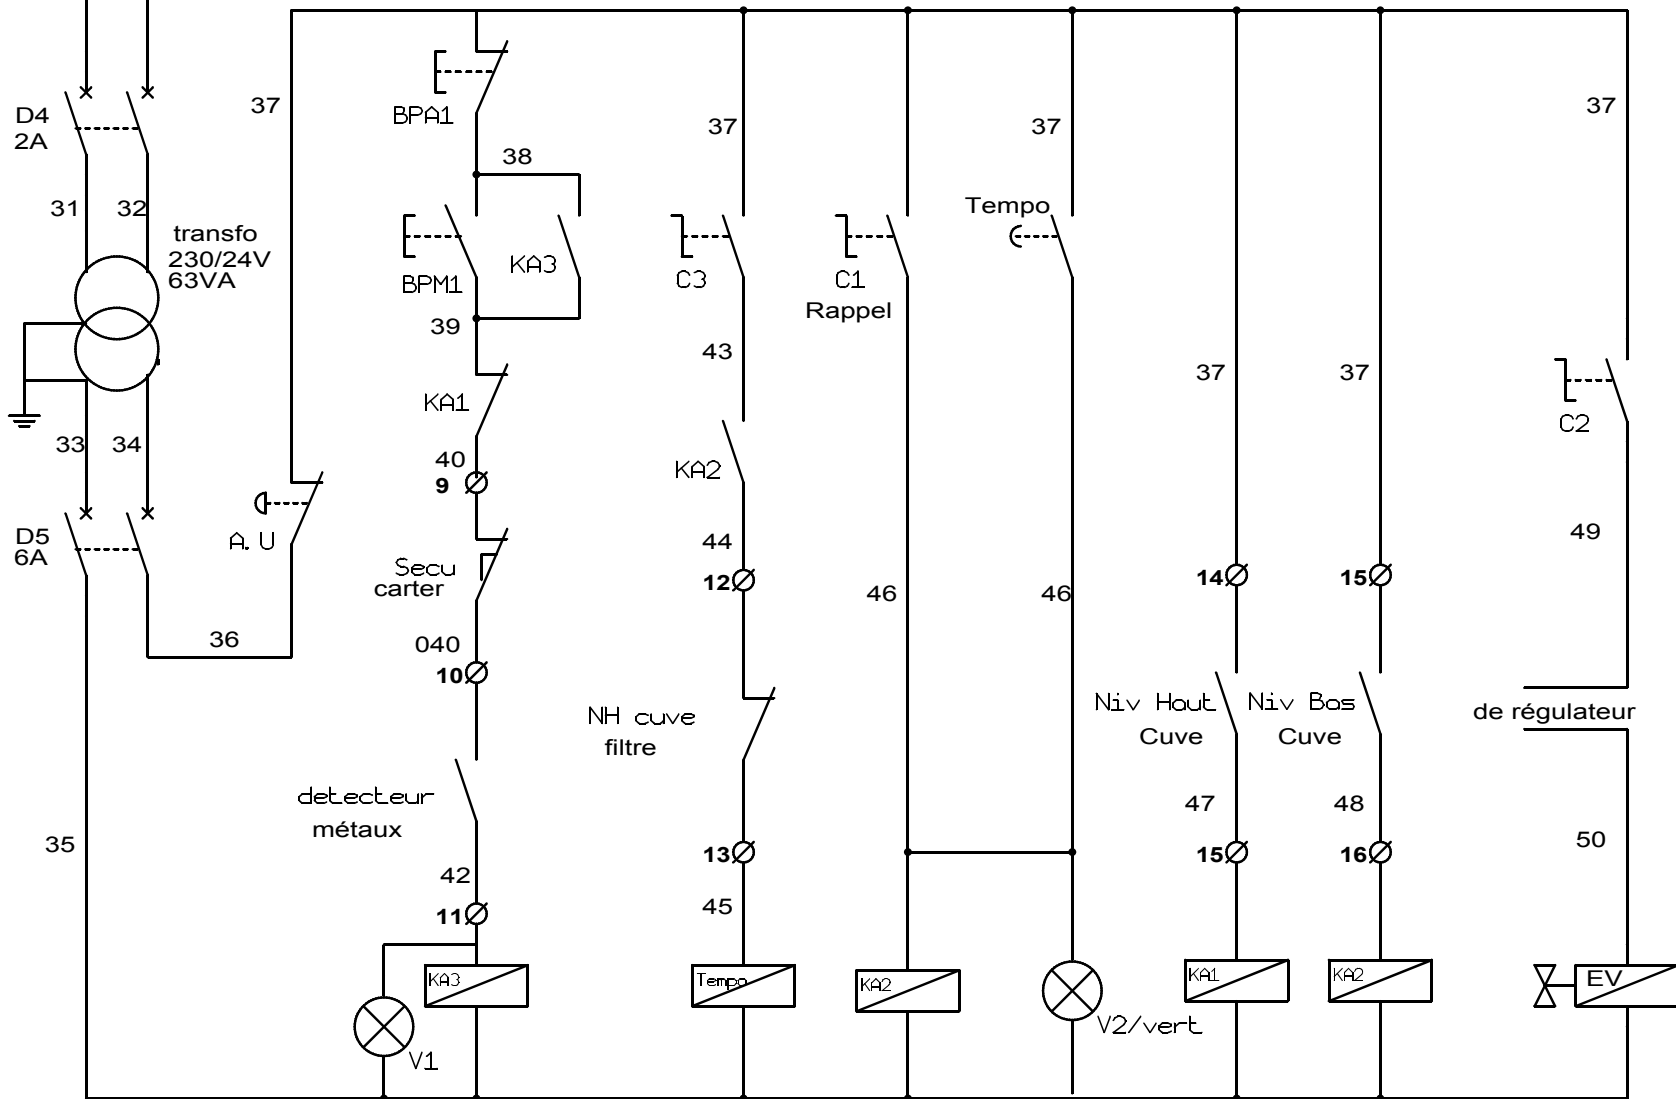 D4
2A
31
32
transfo
230/24V
63VA
33
34
D5
6A
35
36
37
A.U
BPA1
38
BPM1
KA3
39
KA1
40
9
Secu
carter
040
10
detecteur
métaux
42
11
KA3
V1
37
C3
43
KA2
44
12
NH cuve
filtre
13
45
Tempo
C1
Rappel
46
KA2
37
Tempo
46
V2/vert
37
14
Niv Haut
Cuve
47
15
KA1
37
15
Niv Bas
Cuve
48
16
KA2
37
C2
49
de régulateur
50
EV